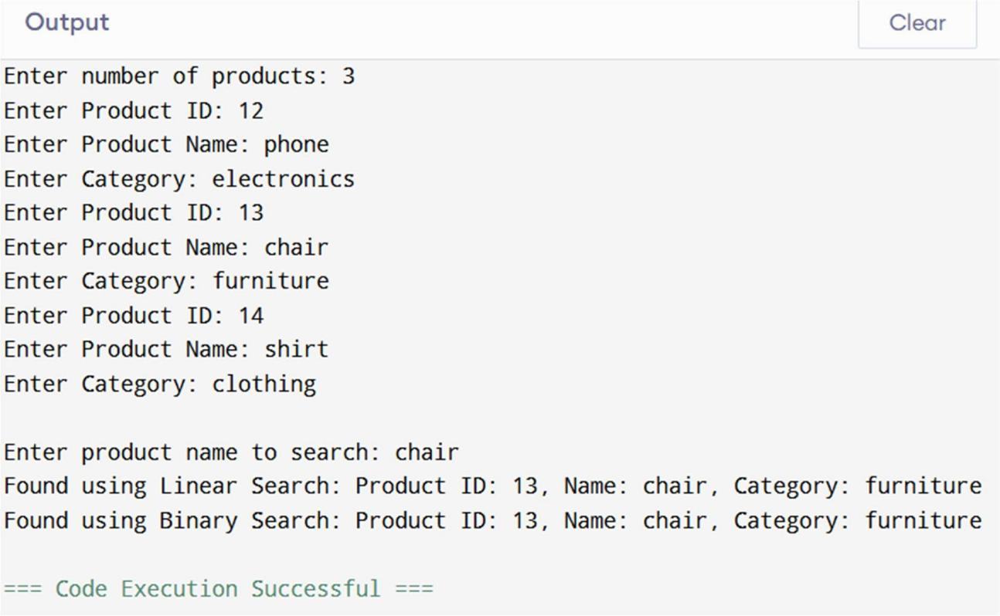 Output
Clear
Enter number of products: 3
Enter Product ID: 12
Enter Product Name: phone
Enter Category: electronics
Enter Product ID: 13
Enter Product Name: chair
Enter Category: furniture
Enter Product ID: 14
Enter Product Name: shirt
Enter Category: clothing
Enter product name to search: chair
Found using Linear Search: Product ID: 13, Name: chair, Category: furniture
Found using Binary Search: Product ID: 13, Name: chair, Category: furniture
=== Code Execution Successful ===